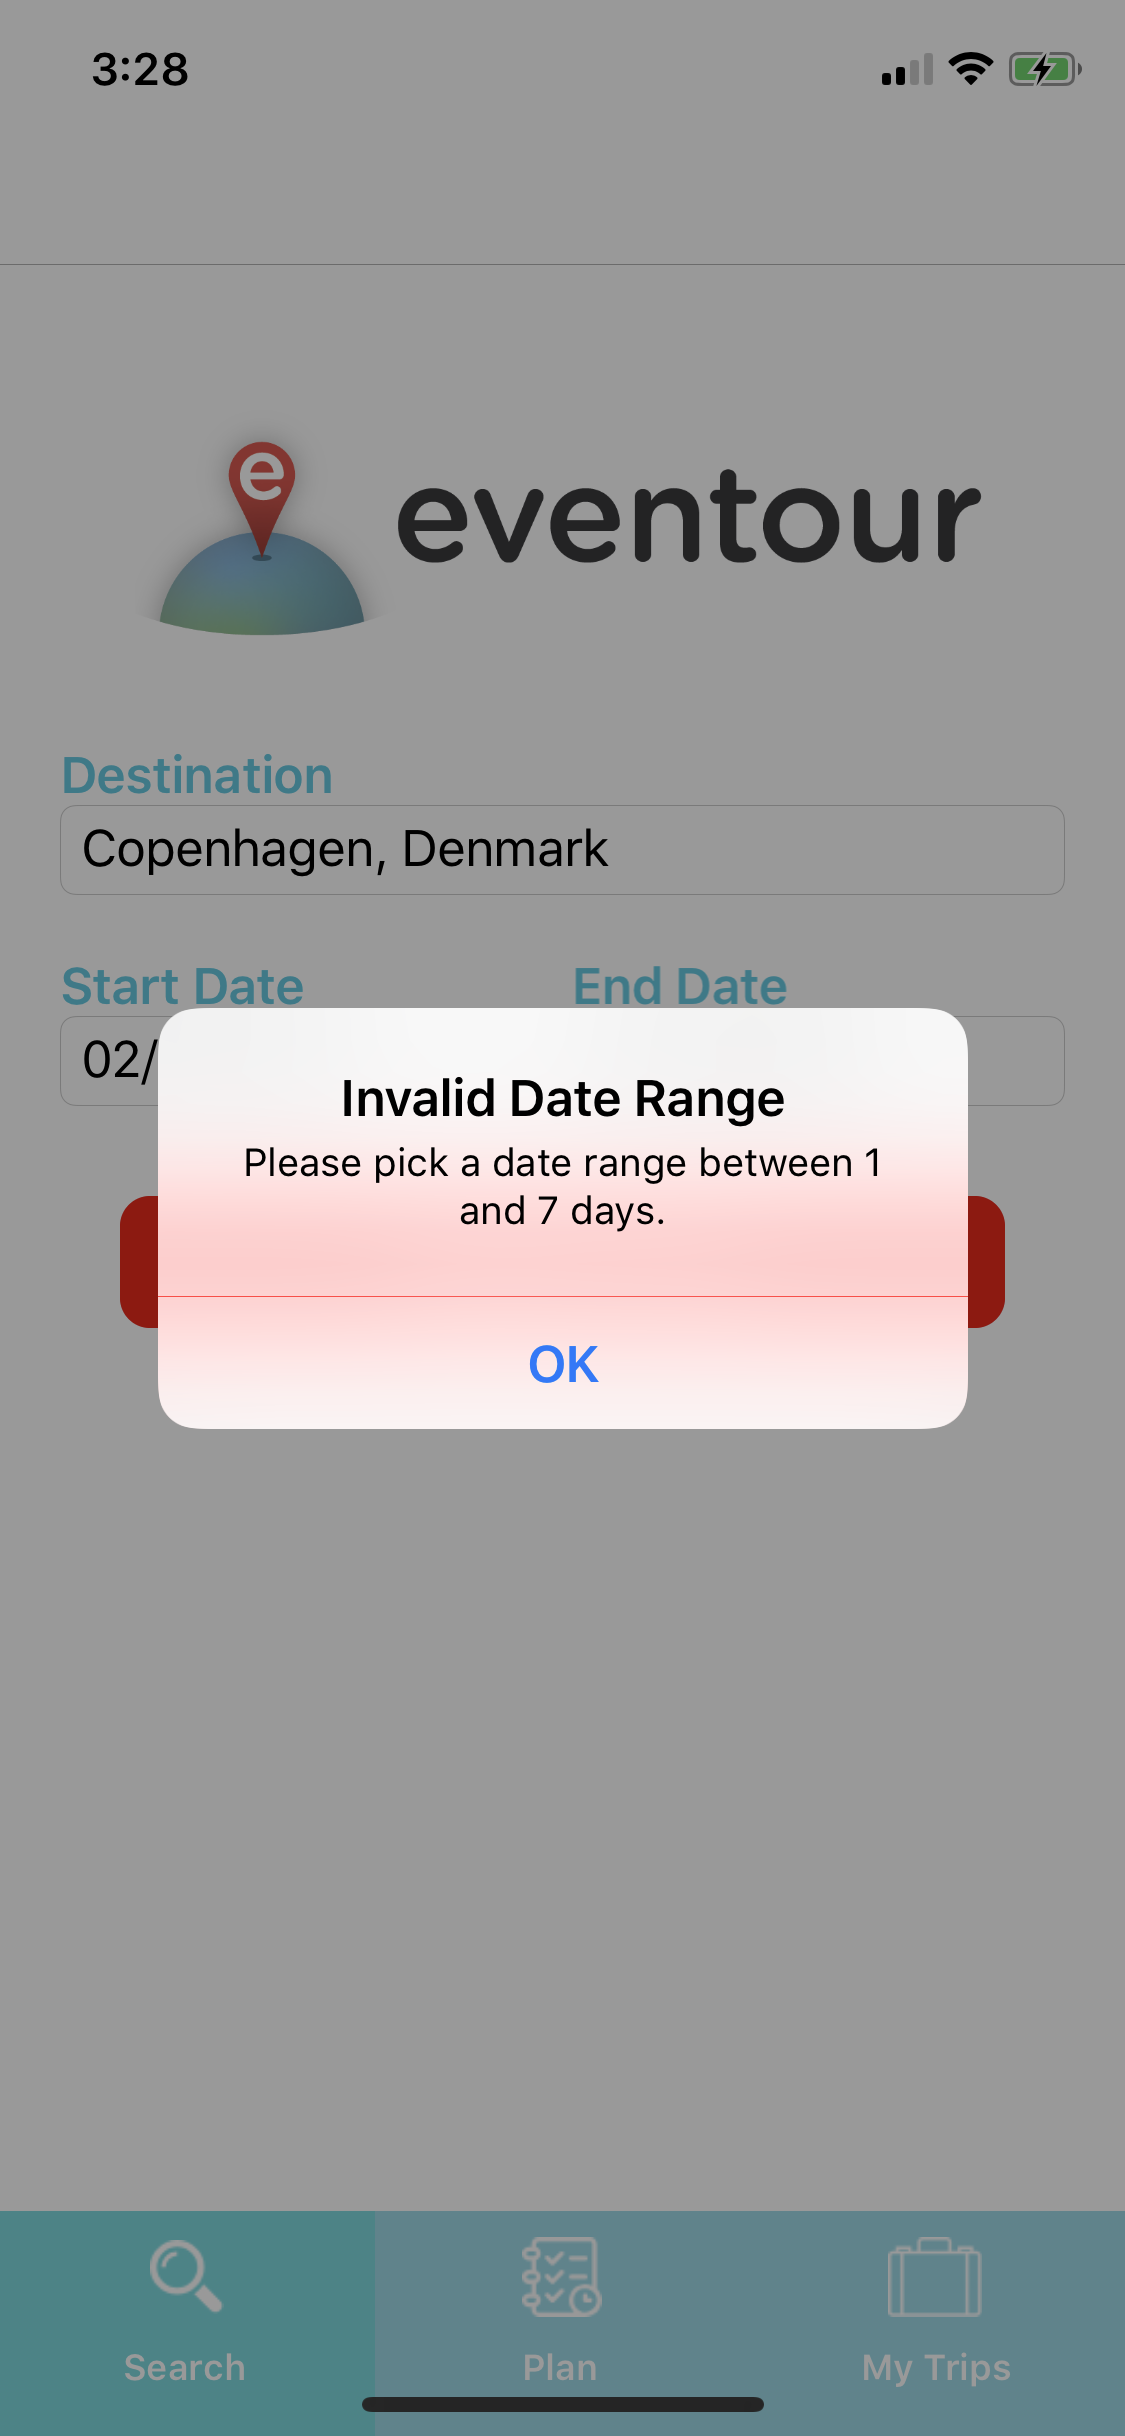 3:28
e
eventour
Destination
Copenhagen, Denmark
Start Date End Date
02/
Invalid Date Range
Please pick a date range between 1
and 7 days.
OK
Search Plan My Trips